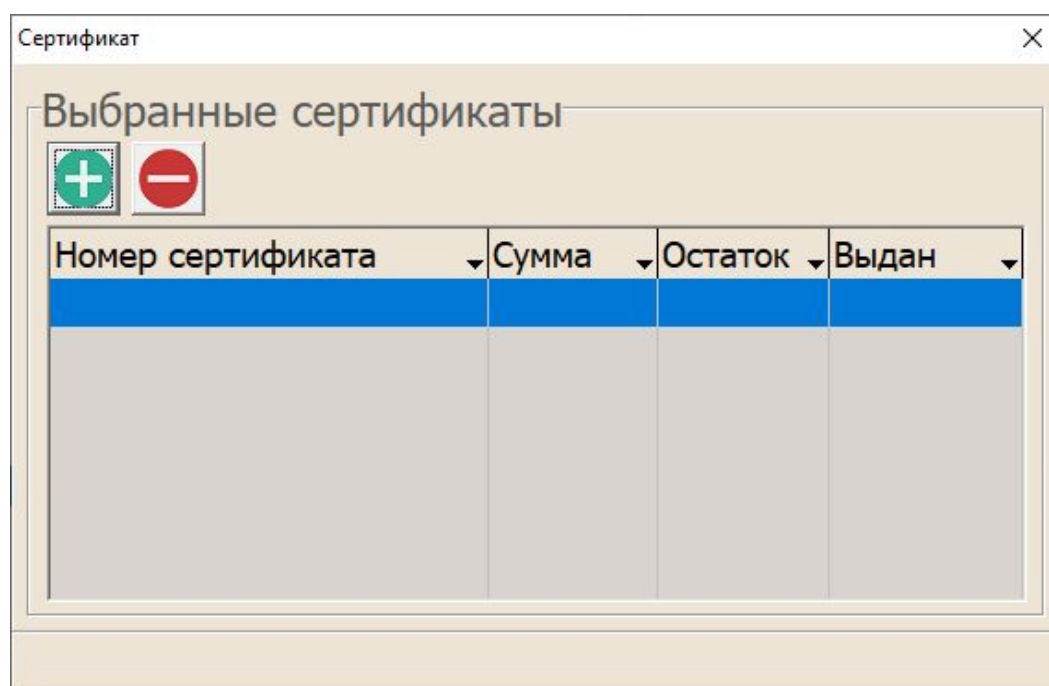 Сертификат
Выбранные сертификаты
Номер сертификата Сумма Остаток Выдан